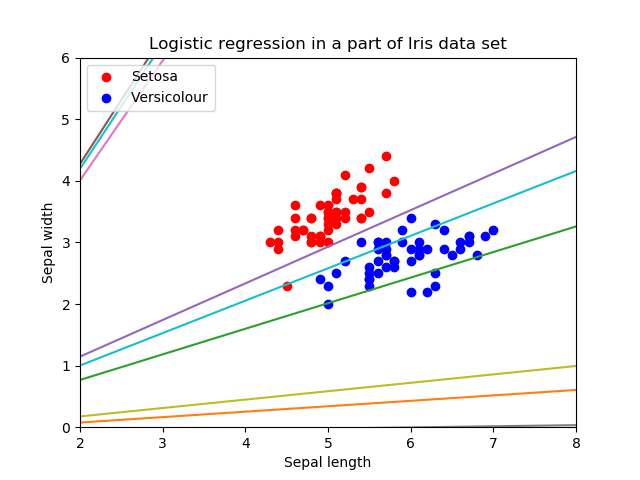 Logistic regression in a part of Iris data set
Setosa
Versicolour
Sepal width
6
5
4
3
2
1
0
2 3 4 5 6 7 8
Sepal length